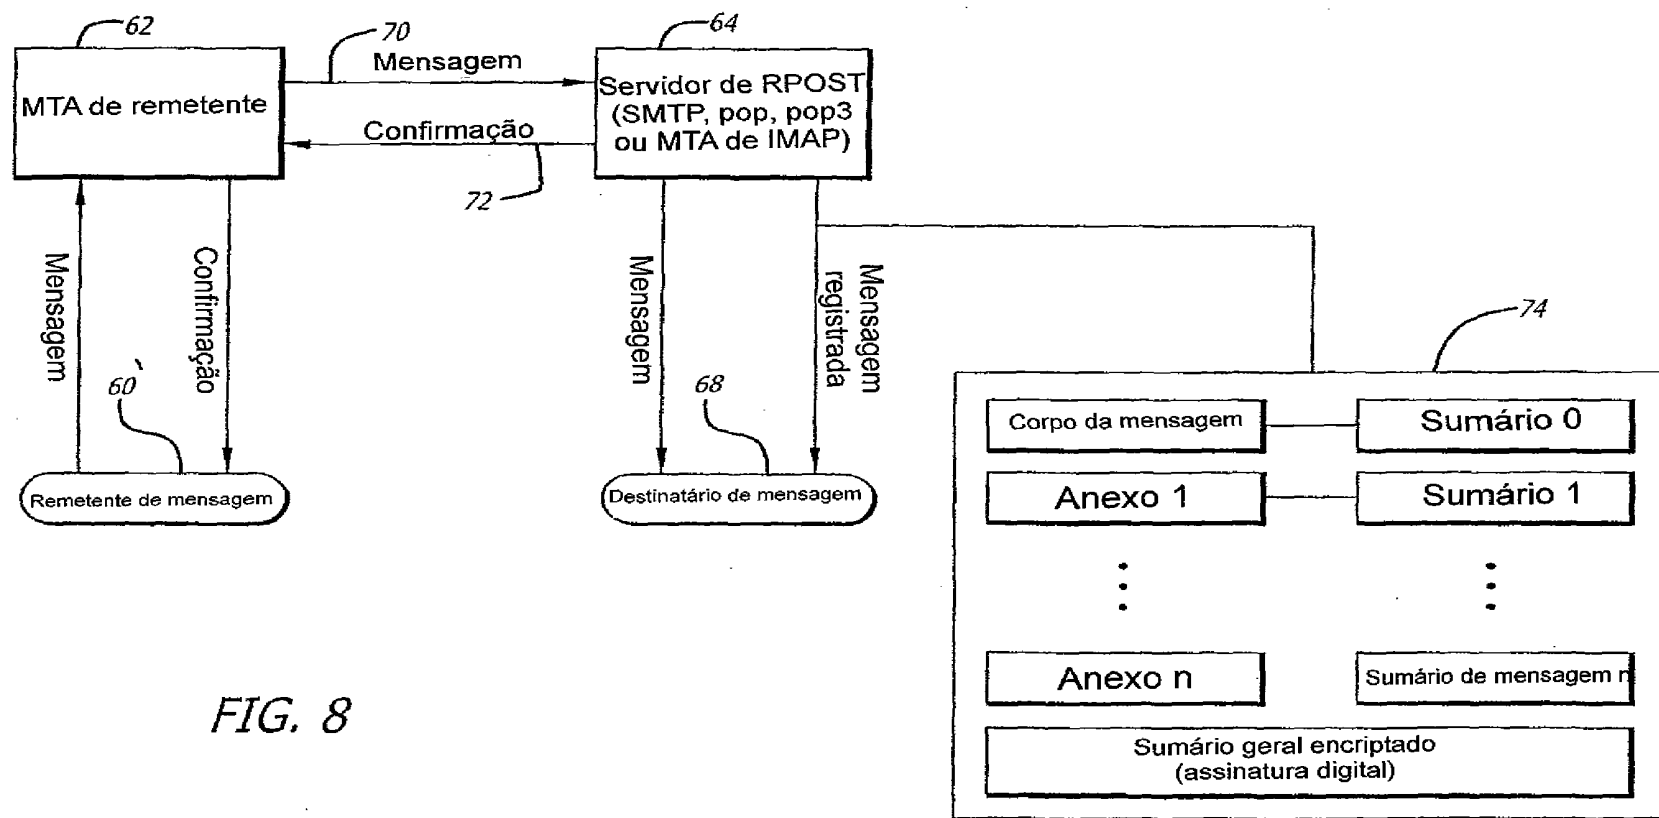 62
70
64
Mensagem
MTA de remetente
Servidor de RPOST
(SMTP, pop, pop3
ou MTA de IMAP)
Confirmação
72
Mensagem
Confirmação
Mensagem
Mensagem
registrada
60
68
74
Remetente de mensagem
Destinatário de mensagem
Corpo da mensagem
Sumário 0
Anexo 1
Sumário 1
Anexo n
Sumário de mensagem n
Sumário geral encriptado
(assinatura digital)
FIG. 8